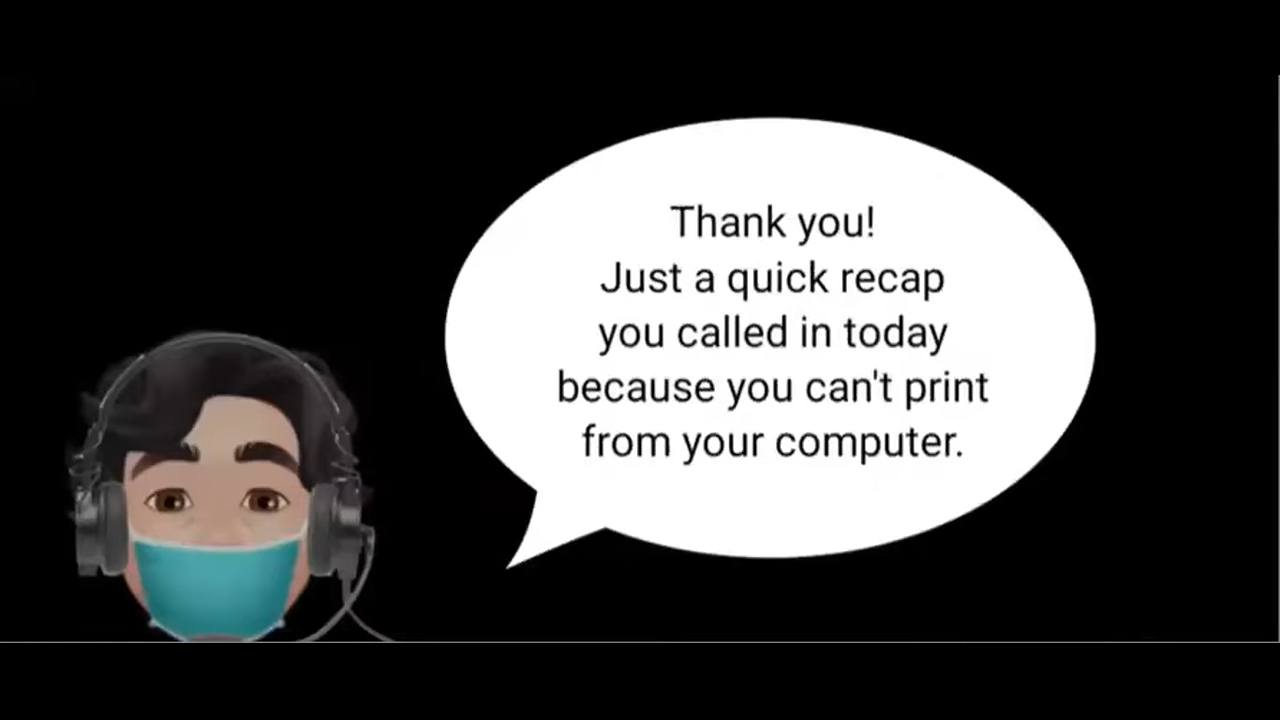 Thank you!
Just a quick recap
you called in today
because you can't print
from your computer.